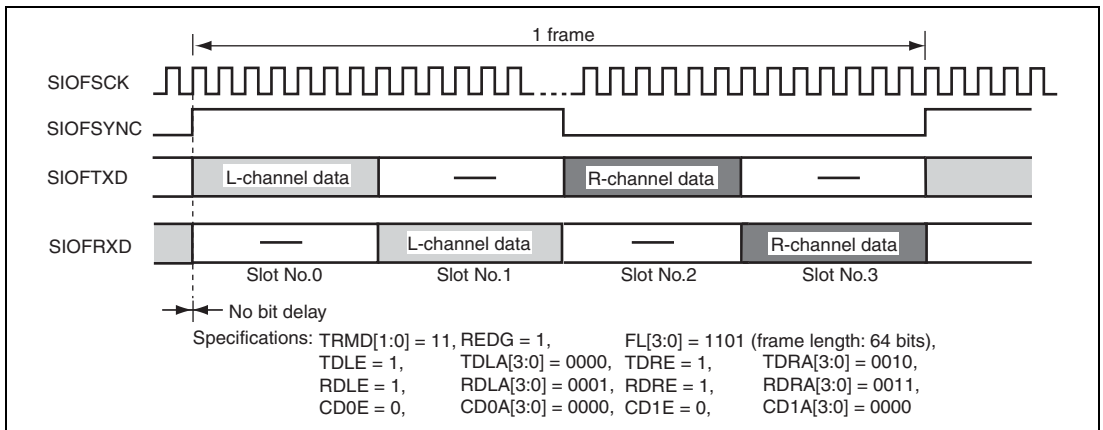 1 frame
SIOFSCK
SIOFSYNC
SIOFTXD L-channel data — R-channel data —
SIOFRXD — L-channel data — R-channel data
Slot No.0 Slot No.1 Slot No.2 Slot No.3
No bit delay
Specifications: TRMD[1:0] = 11, REDG = 1, FL[3:0] = 1101 (frame length: 64 bits),
TDLE = 1, TDLA[3:0] = 0000, TDRE = 1, TDRA[3:0] = 0010,
RDLE = 1, RDLA[3:0] = 0001, RDRE = 1, RDRA[3:0] = 0011,
CD0E = 0, CD0A[3:0] = 0000, CD1E = 0, CD1A[3:0] = 0000